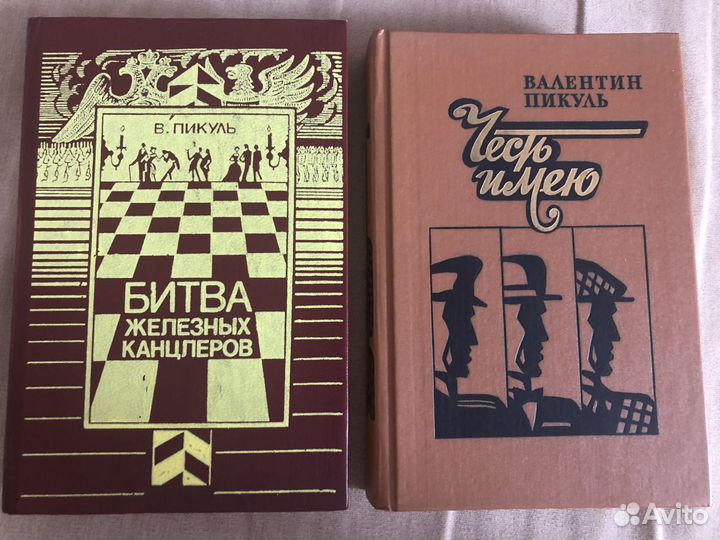 В. ПИКУЛЬ
БИТВА
ЖЕЛЕЗНЫХ
КАНЦЛЕРОВ
ВАЛЕНТИН
ПИКУЛЬ
Честь
имею
Avito